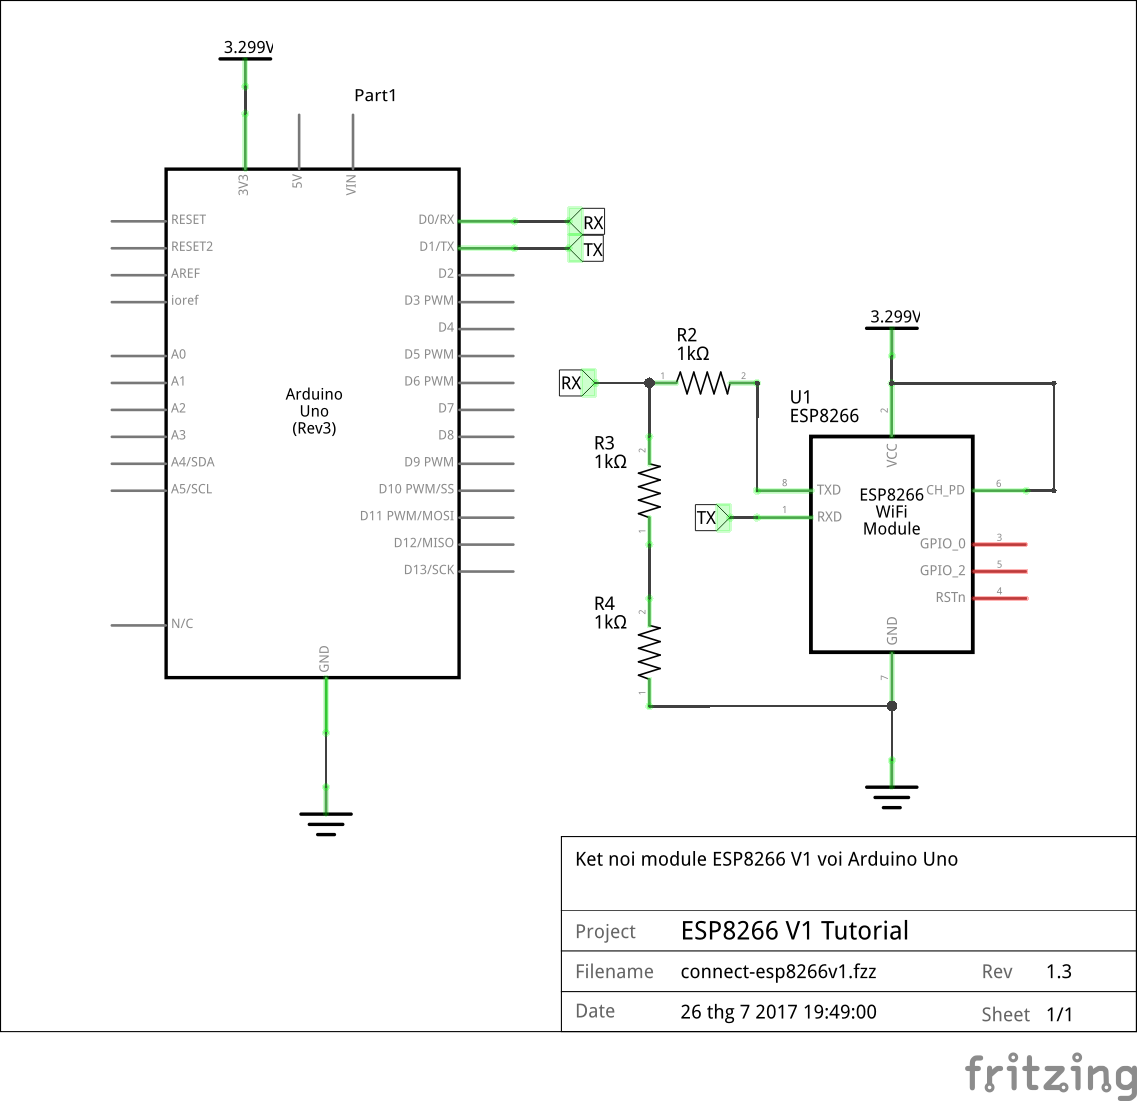 3.299V
Part1
3V3
5V
VIN
RESET
RESET2
AREF
ioref
A0
A1
A2
A3
A4/SDA
A5/SCL
N/C
Arduino
Uno
(Rev3)
D0/RX
D1/TX
D2
D3 PWM
D4
D5 PWM
D6 PWM
D7
D8
D9 PWM
D10 PWM/SS
D11 PWM/MOSI
D12/MISO
D13/SCK
GND
RX
TX
RX
R2
1kΩ
1
2
R3
1kΩ
2
1
R4
1kΩ
2
1
TX
3.299V
U1
ESP8266
2
VCC
8
TXD
1
RXD
ESP8266
WiFi
Module
CH_PD
6
GPIO_0
3
GPIO_2
5
RSTn
4
GND
7
Ket noi module ESP8266 V1 voi Arduino Uno
Project ESP8266 V1 Tutorial
Filename connect-esp8266v1.fzz Rev 1.3
Date 26 thg 7 2017 19:49:00 Sheet 1/1
fritzing